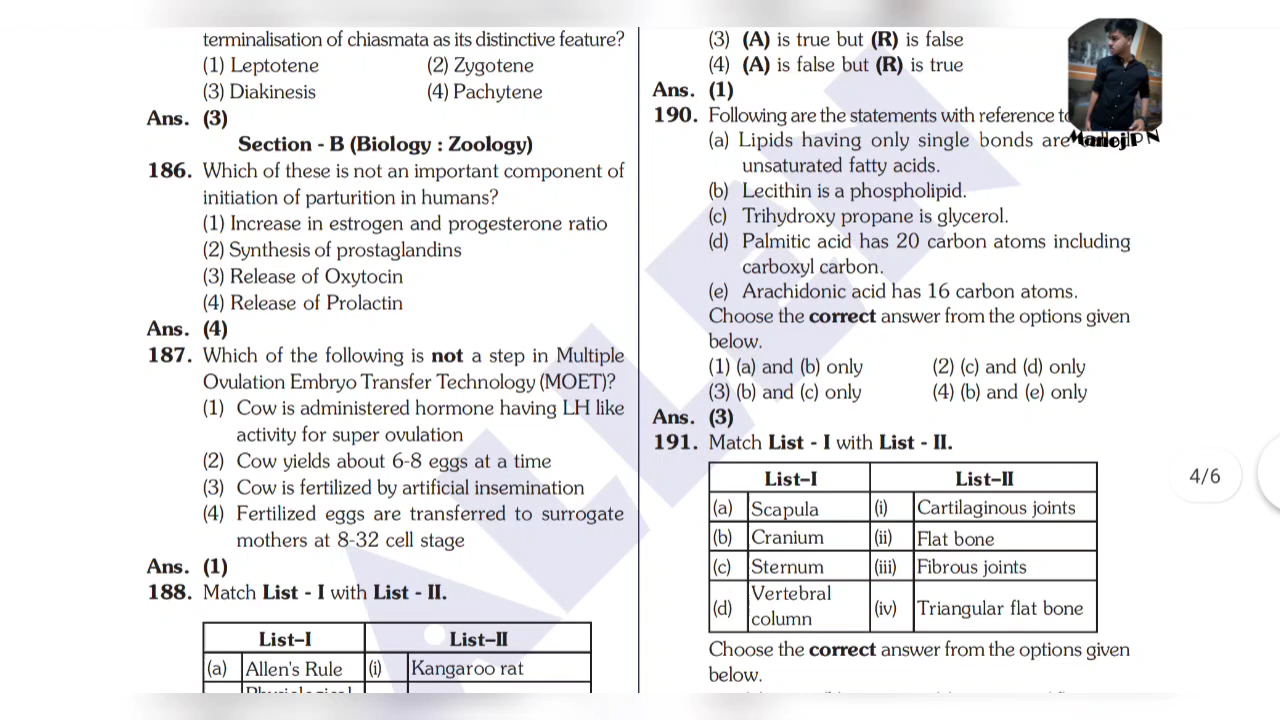 terminalisation of chiasmata as its distinctive feature?
(1) Leptotene (2) Zygotene
(3) Diakinesis (4) Pachytene
Ans. (3)
Section - B (Biology : Zoology)
186. Which of these is not an important component of
initiation of parturition in humans?
(1) Increase in estrogen and progesterone ratio
(2) Synthesis of prostaglandins
(3) Release of Oxytocin
(4) Release of Prolactin
Ans. (4)
187. Which of the following is not a step in Multiple
Ovulation Embryo Transfer Technology (MOET)?
(1) Cow is administered hormone having LH like
activity for super ovulation
(2) Cow yields about 6-8 eggs at a time
(3) Cow is fertilized by artificial insemination
(4) Fertilized eggs are transferred to surrogate
mothers at 8-32 cell stage
Ans. (1)
188. Match List - I with List - II.
List–I List–II
(a) Allen's Rule (i) Kangaroo rat
(3) (A) is true but (R) is false
(4) (A) is false but (R) is true
Ans. (1)
190. Following are the statements with reference to
(a) Lipids having only single bonds are
unsaturated fatty acids.
(b) Lecithin is a phospholipid.
(c) Trihydroxy propane is glycerol.
(d) Palmitic acid has 20 carbon atoms including
carboxyl carbon.
(e) Arachidonic acid has 16 carbon atoms.
Choose the correct answer from the options given
below.
(1) (a) and (b) only (2) (c) and (d) only
(3) (b) and (c) only (4) (b) and (e) only
Ans. (3)
191. Match List - I with List - II.
List–I List–II
(a) Scapula (i) Cartilaginous joints
(b) Cranium (ii) Flat bone
(c) Sternum (iii) Fibrous joints
(d) Vertebral column (iv) Triangular flat bone
Choose the correct answer from the options given
below.
ALLEN
Manoj PN
4/6